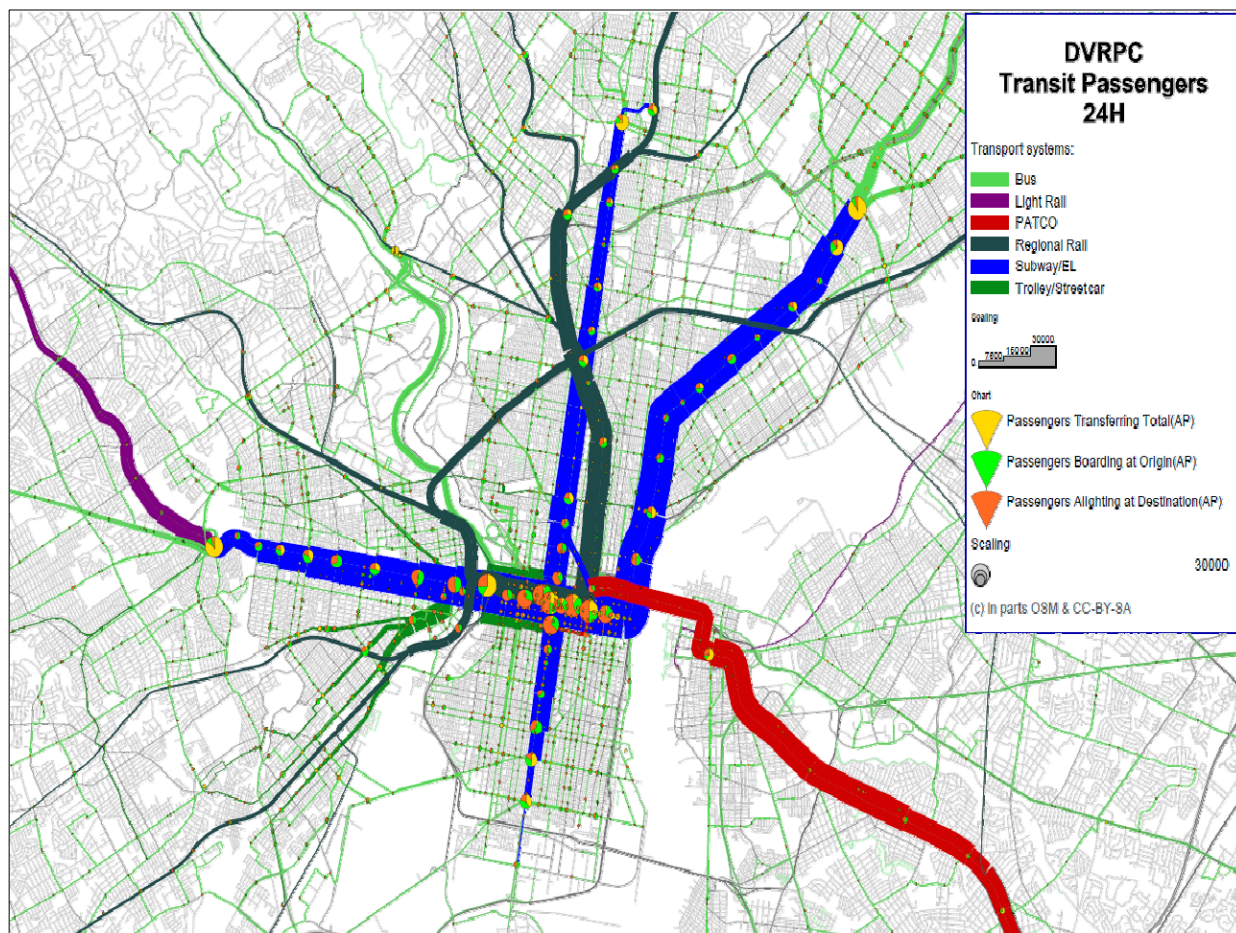 DVRPC
Transit Passengers
24H
Transport systems:
Bus
Light Rail
PATCO
Regional Rail
Subway/EL
Trolley/Streetcar
Scaling
30000
16000
7600
0
Chart
Passengers Transferring Total(AP)
Passengers Boarding at Origin(AP)
Passengers Alighting at Destination(AP)
Scaling
30000
(c) in parts OSM & CC-BY-SA